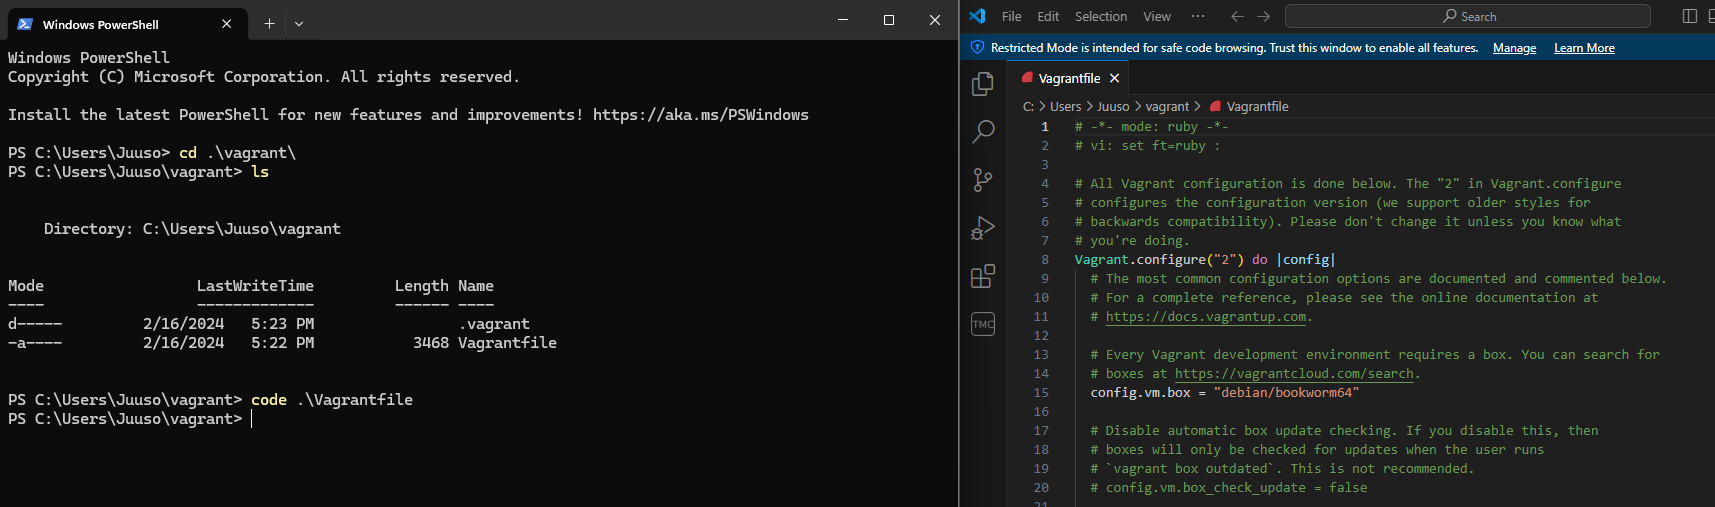 Windows PowerShell
Windows PowerShell
Copyright (C) Microsoft Corporation. All rights reserved.
Install the latest PowerShell for new features and improvements! https://aka.ms/PSWindows
PS C:\Users\Juuso> cd .\vagrant\
PS C:\Users\Juuso\vagrant> ls
Directory: C:\Users\Juuso\vagrant
Mode LastWriteTime Length Name
---- ------------- ------ ----
d----- 2/16/2024 5:23 PM .vagrant
-a---- 2/16/2024 5:22 PM 3468 Vagrantfile
PS C:\Users\Juuso\vagrant> code .\Vagrantfile
PS C:\Users\Juuso\vagrant>
File Edit Selection View ··· Search
Restricted Mode is intended for safe code browsing. Trust this window to enable all features. Manage Learn More
Vagrantfile
C: > Users > Juuso > vagrant > Vagrantfile
TMC
1 # -*- mode: ruby -*-
2 # vi: set ft=ruby :
3
4 # All Vagrant configuration is done below. The "2" in Vagrant.configure
5 # configures the configuration version (we support older styles for
6 # backwards compatibility). Please don't change it unless you know what
7 # you're doing.
8 Vagrant.configure("2") do |config|
9 # The most common configuration options are documented and commented below.
10 # For a complete reference, please see the online documentation at
11 # https://docs.vagrantup.com.
12
13 # Every Vagrant development environment requires a box. You can search for
14 # boxes at https://vagrantcloud.com/search.
15 config.vm.box = "debian/bookworm64"
16
17 # Disable automatic box update checking. If you disable this, then
18 # boxes will only be checked for updates when the user runs
19 # `vagrant box outdated`. This is not recommended.
20 # config.vm.box_check_update = false
21